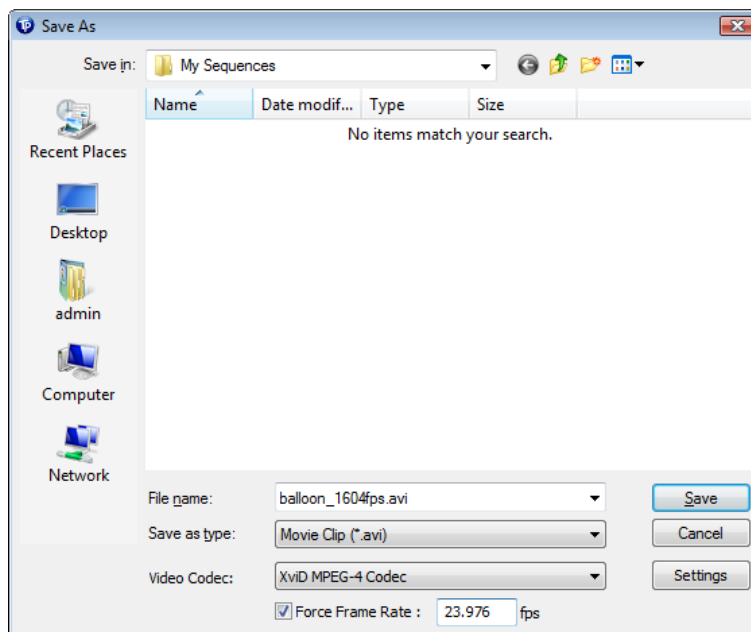 Save As
Save in: My Sequences
Name Date modif... Type Size
No items match your search.
Recent Places
Desktop
admin
Computer
Network
File name: balloon_1604fps.avi Save
Save as type: Movie Clip (*.avi) Cancel
Video Codec: XviD MPEG-4 Codec Settings
Force Frame Rate : 23.976 fps